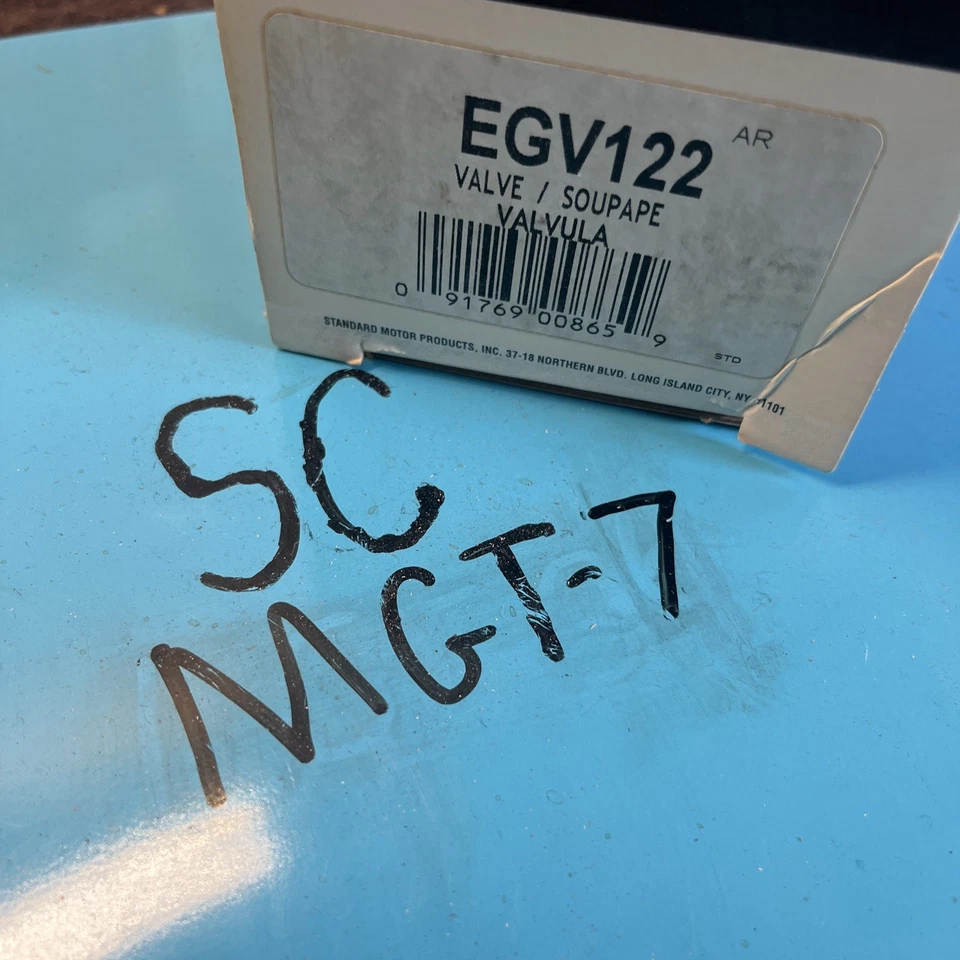 EGV122 AR
VALVE / SOUPAPE
VALVULA
0 91769 00865 9
STD
STANDARD MOTOR PRODUCTS, INC. 37-18 NORTHERN BLVD. LONG ISLAND CITY, NY 11101
SC
MGT-7